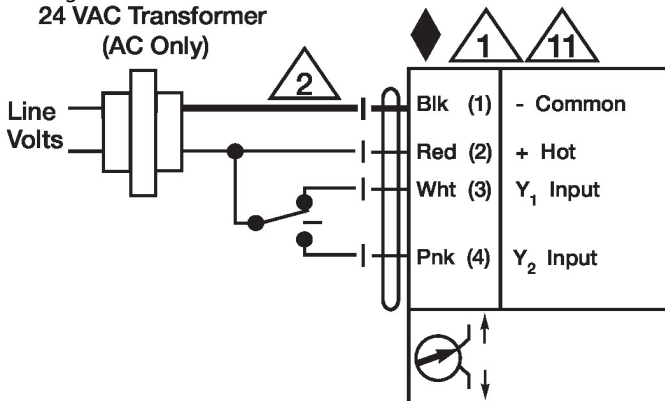 24 VAC Transformer
(AC Only)
1
11
2
Line
Volts
Blk (1) - Common
Red (2) + Hot
Wht (3) Y1 Input
Pnk (4) Y2 Input